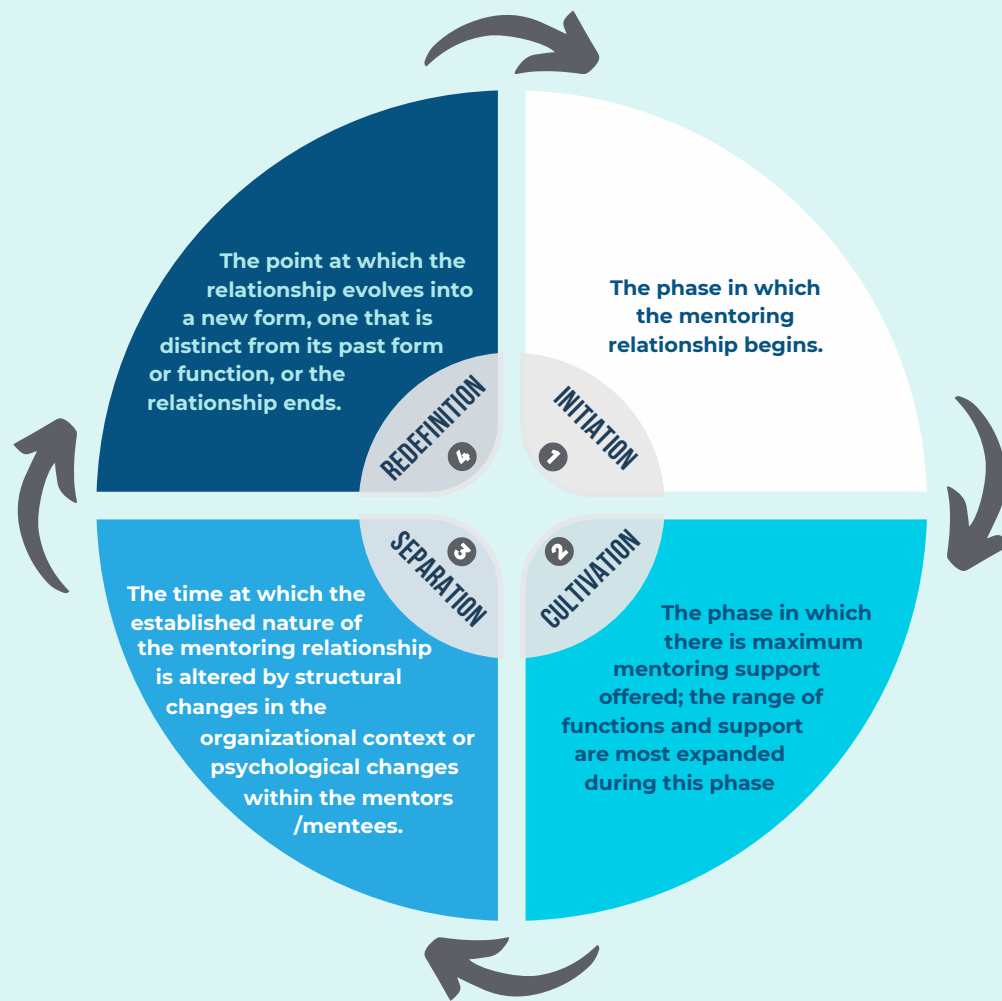 The phase in which
the mentoring
relationship begins.
INITIATION
1
The phase in which
there is maximum
mentoring support
offered; the range of
functions and support
are most expanded
during this phase
CULTIVATION
2
The time at which the
established nature of
the mentoring relationship
is altered by structural
changes in the
organizational context or
psychological changes
within the mentors
/mentees.
SEPARATION
3
The point at which the
relationship evolves into
a new form, one that is
distinct from its past form
or function, or the
relationship ends.
REDEFINITION
4